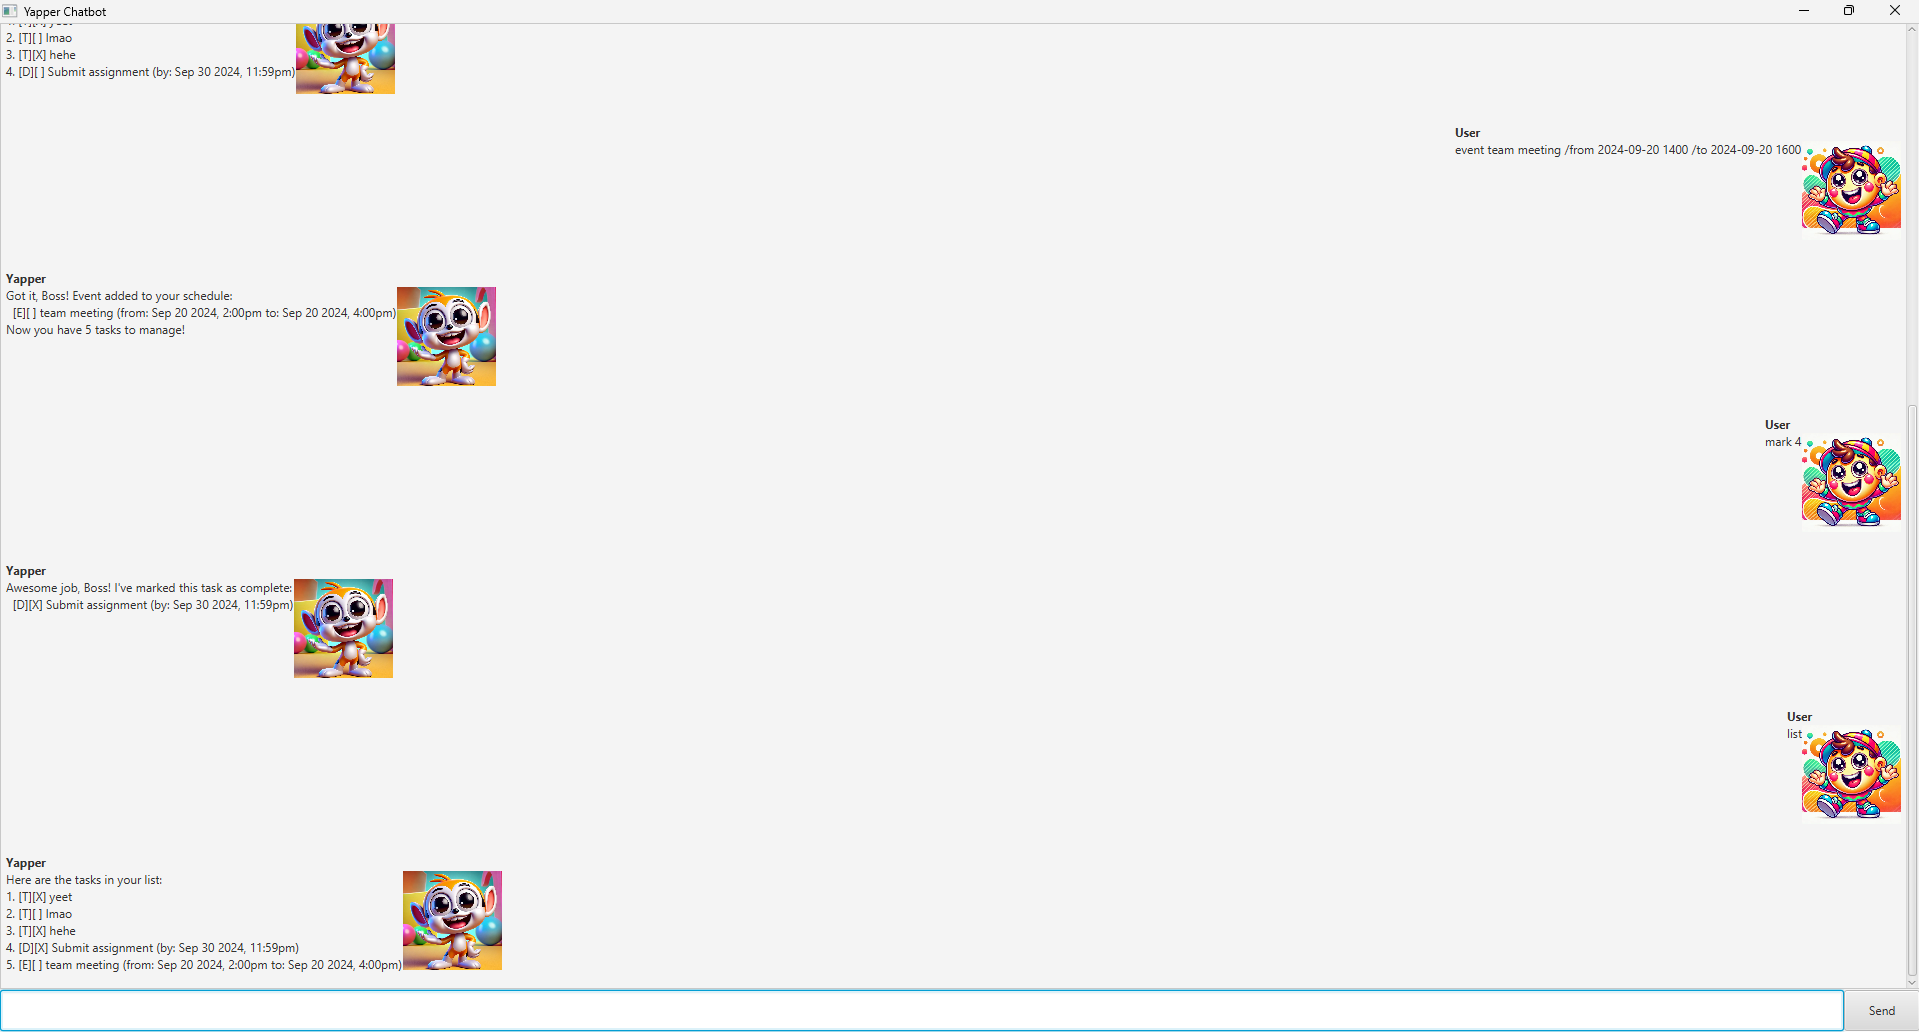 Yapper Chatbot
2. [T][ ] lmao
3. [T][X] hehe
4. [D][ ] Submit assignment (by: Sep 30 2024, 11:59pm)
User
event team meeting /from 2024-09-20 1400 /to 2024-09-20 1600
Yapper
Got it, Boss! Event added to your schedule:
[E][ ] team meeting (from: Sep 20 2024, 2:00pm to: Sep 20 2024, 4:00pm)
Now you have 5 tasks to manage!
User
mark 4
Yapper
Awesome job, Boss! I've marked this task as complete:
[D][X] Submit assignment (by: Sep 30 2024, 11:59pm)
User
list
Yapper
Here are the tasks in your list:
1. [T][X] yeet
2. [T][ ] lmao
3. [T][X] hehe
4. [D][X] Submit assignment (by: Sep 30 2024, 11:59pm)
5. [E][ ] team meeting (from: Sep 20 2024, 2:00pm to: Sep 20 2024, 4:00pm)
Send